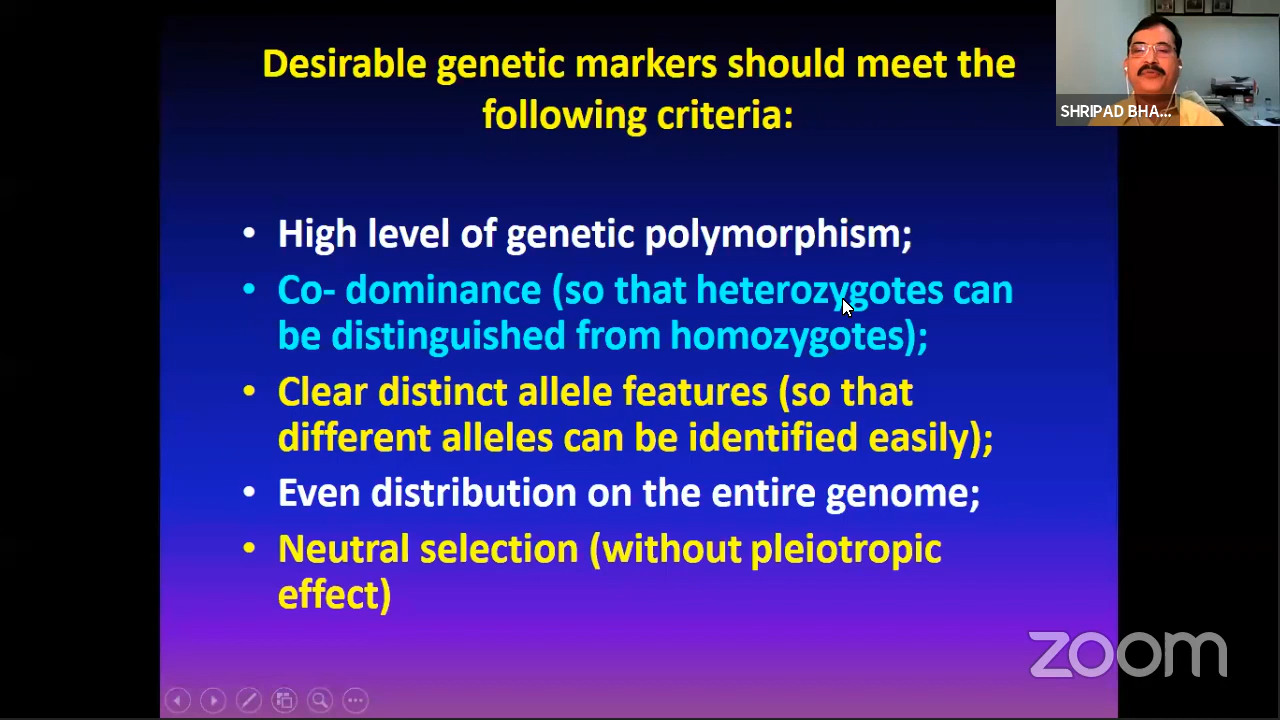 Desirable genetic markers should meet the
following criteria:
SHRIPAD BHA...
• High level of genetic polymorphism;
• Co- dominance (so that heterozygotes can
be distinguished from homozygotes);
• Clear distinct allele features (so that
different alleles can be identified easily);
• Even distribution on the entire genome;
• Neutral selection (without pleiotropic
effect)
zoom